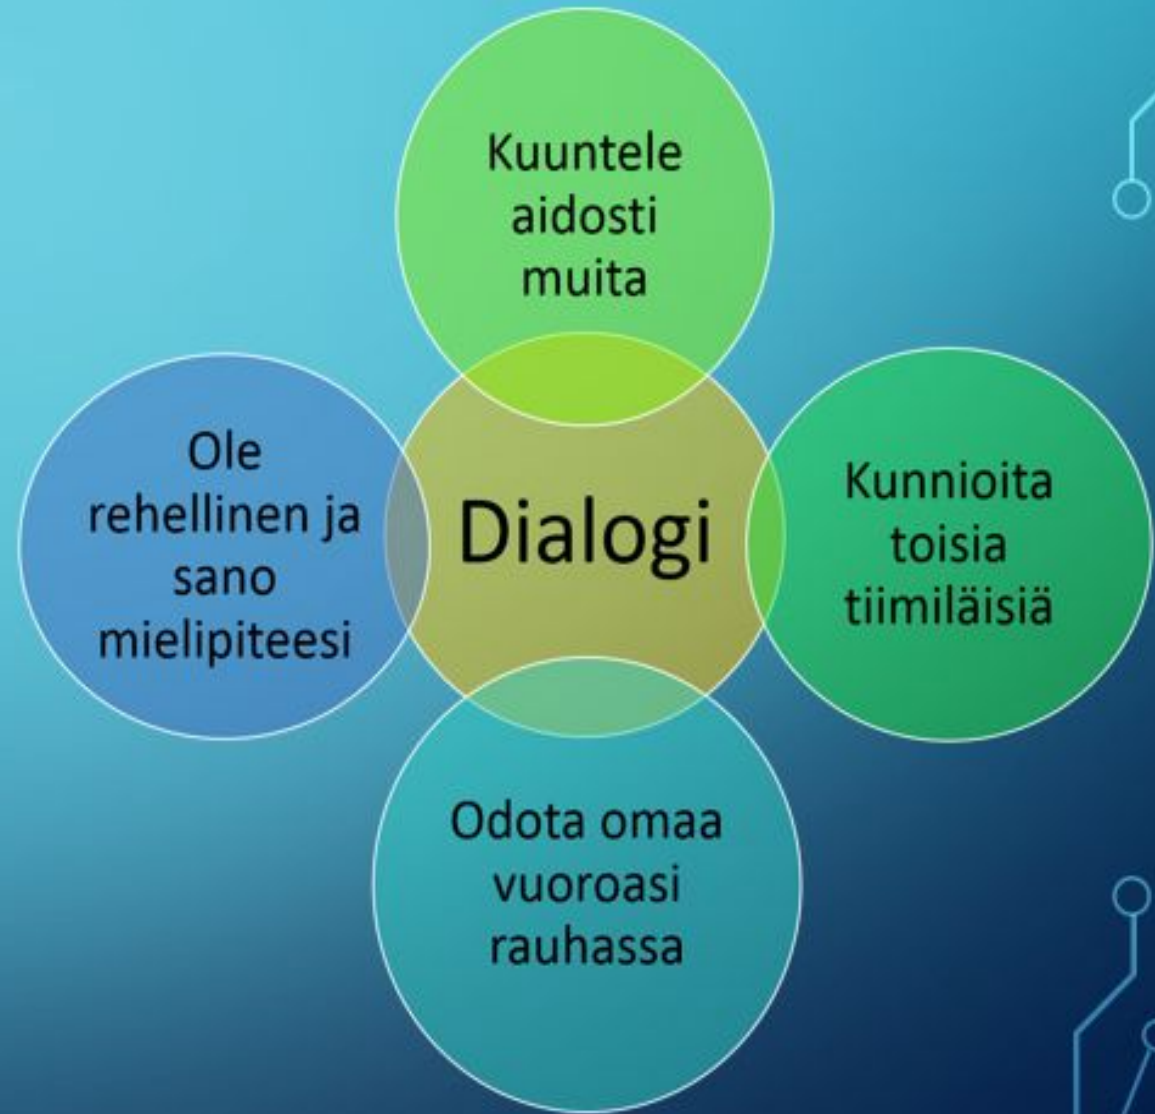 Kuuntele
aidosti
muita
Ole
rehellinen ja
sano
mielipiteesi
Dialogi
Kunnioita
toisia
tiimiläisiä
Odota omaa
vuoroasi
rauhassa